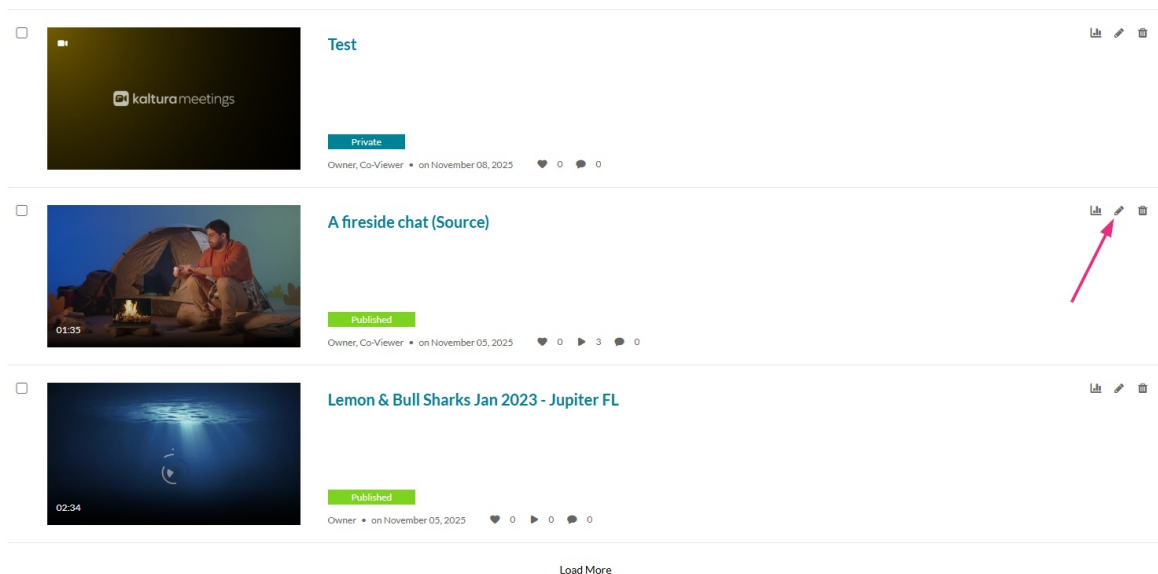 Test
kalturameetings
Private
Owner, Co-Viewer • on November 08, 2025 0 0
A fireside chat (Source)
01:35
Published
Owner, Co-Viewer • on November 05, 2025 0 3 0
Lemon & Bull Sharks Jan 2023 - Jupiter FL
02:34
Published
Owner • on November 05, 2025 0 0 0
Load More